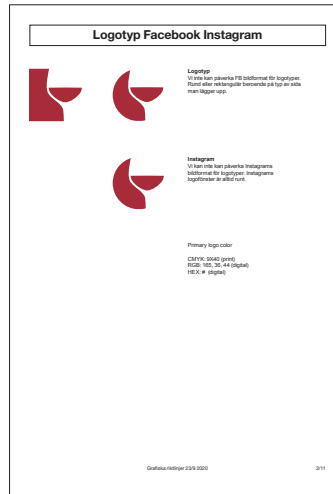 Logotyp Facebook Instagram
Logotyp
Vi inte kan påverka FB bildformat för logotyper.
Rund eller rektangulär beroende på typ av sida
man lägger upp.
Instagram
Vi kan inte kan påverka Instagrams
bildformat för logotyper. Instagrams
logofönster är alltid runt.
Primary logo color
CMYK: 9X40 (print)
RGB: 165, 36, 44 (digital)
HEX: # (digital)
Grafiska riktlinjer 23/9 2020
3/11